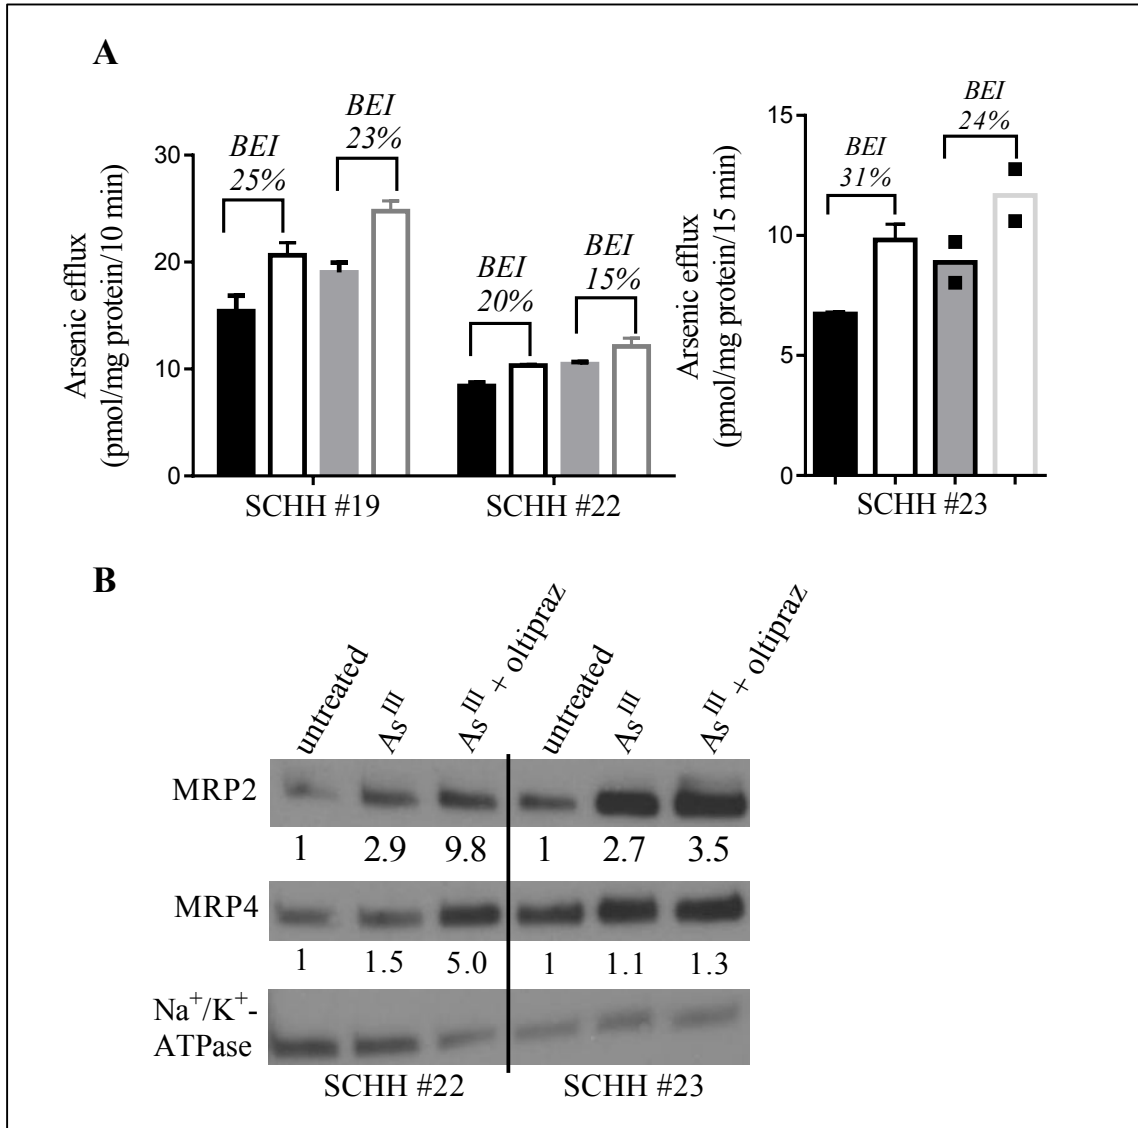 A
Arsenic efflux
(pmol/mg protein/10 min)
30
20
10
0
BEI
25%
BEI
23%
BEI
20%
BEI
15%
SCHH #19
SCHH #22
Arsenic efflux
(pmol/mg protein/15 min)
15
10
5
0
BEI
31%
BEI
24%
SCHH #23
B
untreated
As^III
As^III + oltipraz
untreated
As^III
As^III + oltipraz
MRP2
1 2.9 9.8 1 2.7 3.5
MRP4
1 1.5 5.0 1 1.1 1.3
Na⁺/K⁺-
ATPase
SCHH #22 SCHH #23